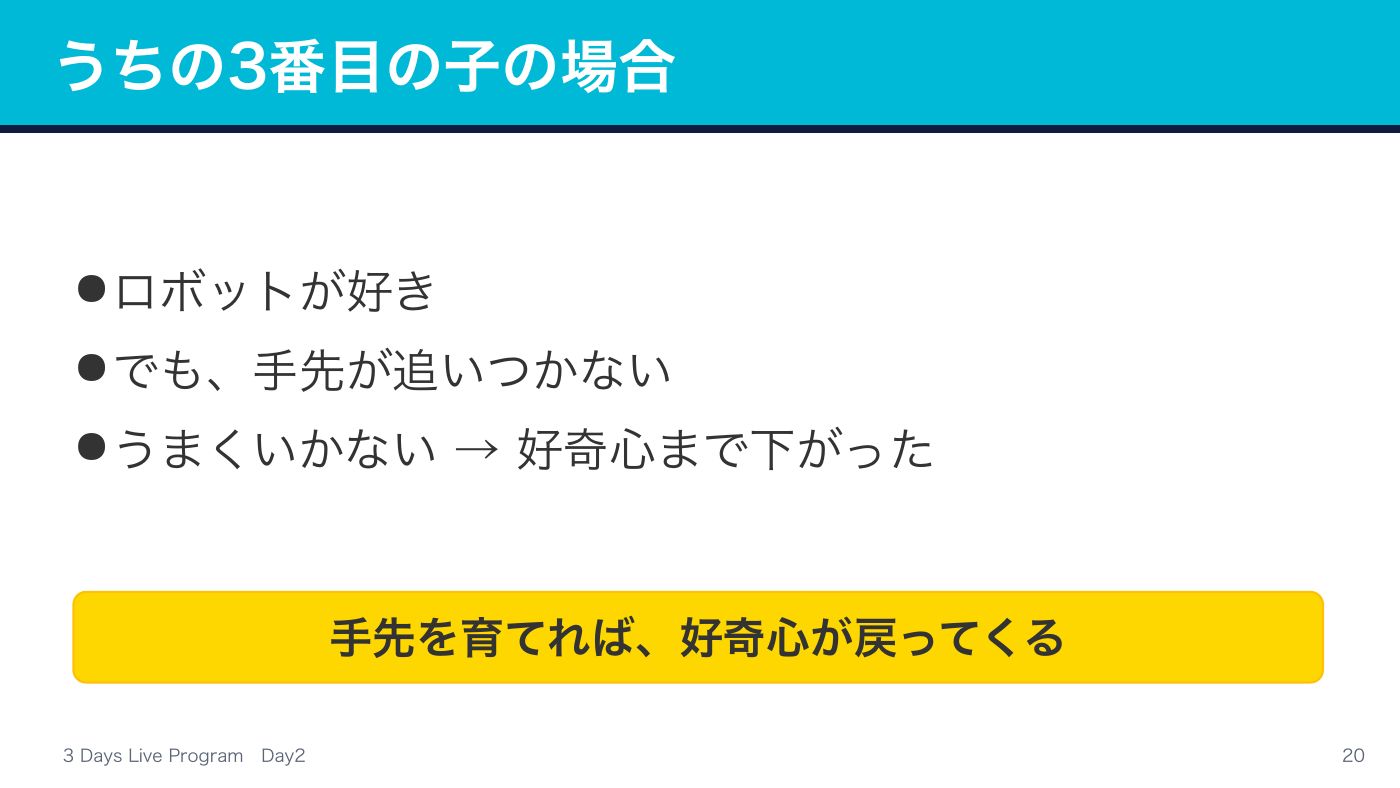 うちの3番目の子の場合
●ロボットが好き
●でも、手先が追いつかない
●うまくいかない → 好奇心まで下がった
手先を育てれば、好奇心が戻ってくる
3 Days Live Program　Day2
20